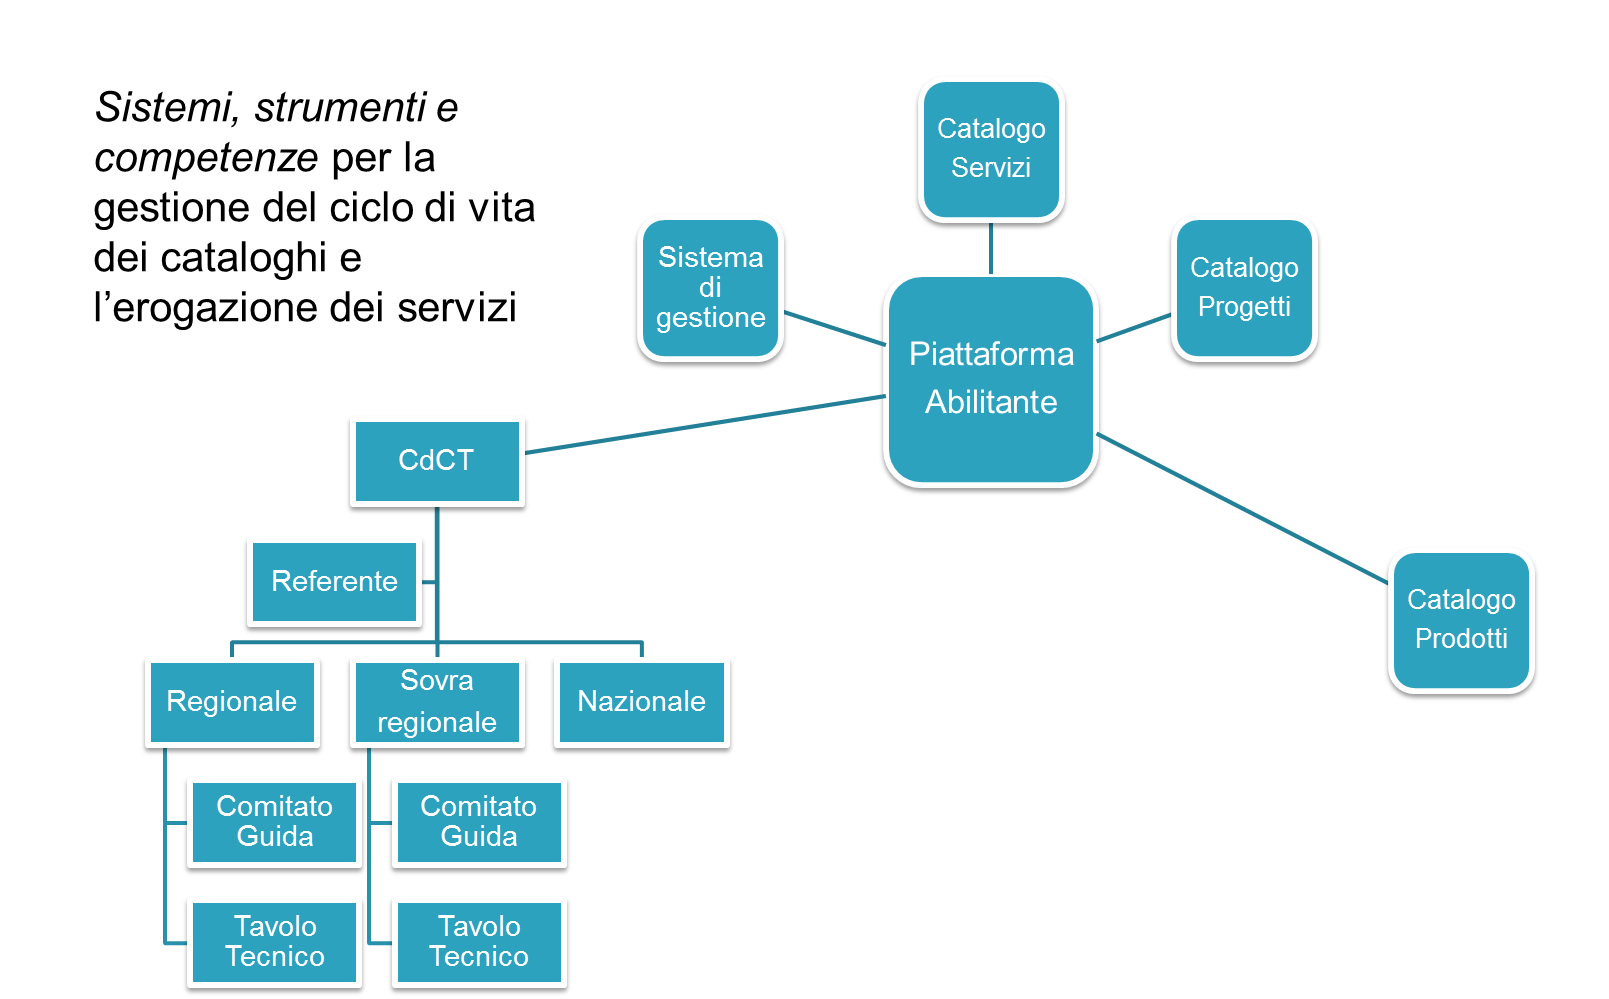 Sistemi, strumenti e
competenze per la
gestione del ciclo di vita
dei cataloghi e
l’erogazione dei servizi
Catalogo
Servizi
Sistema
di
gestione
Catalogo
Progetti
Piattaforma
Abilitante
CdCT
Referente
Catalogo
Prodotti
Regionale
Sovra
regionale
Nazionale
Comitato
Guida
Comitato
Guida
Tavolo
Tecnico
Tavolo
Tecnico